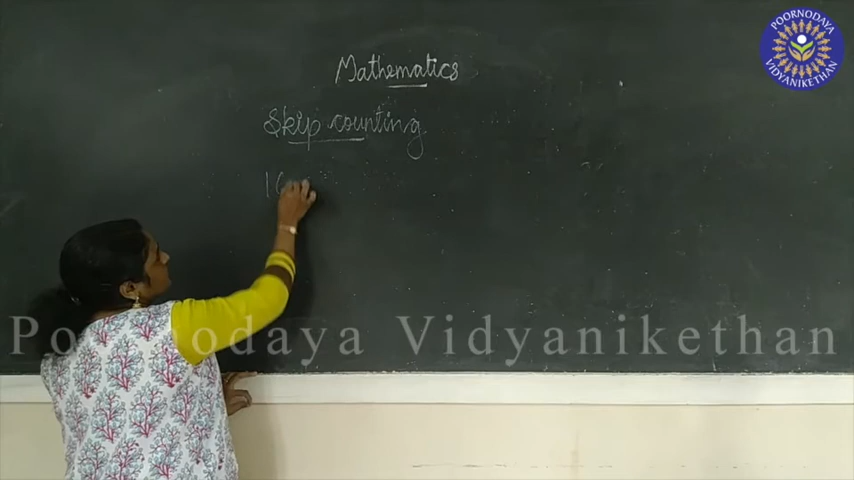 POORNODAYA
VIDYANIKETHAN
Mathematics
Skip counting
Poornodaya Vidyanikethan